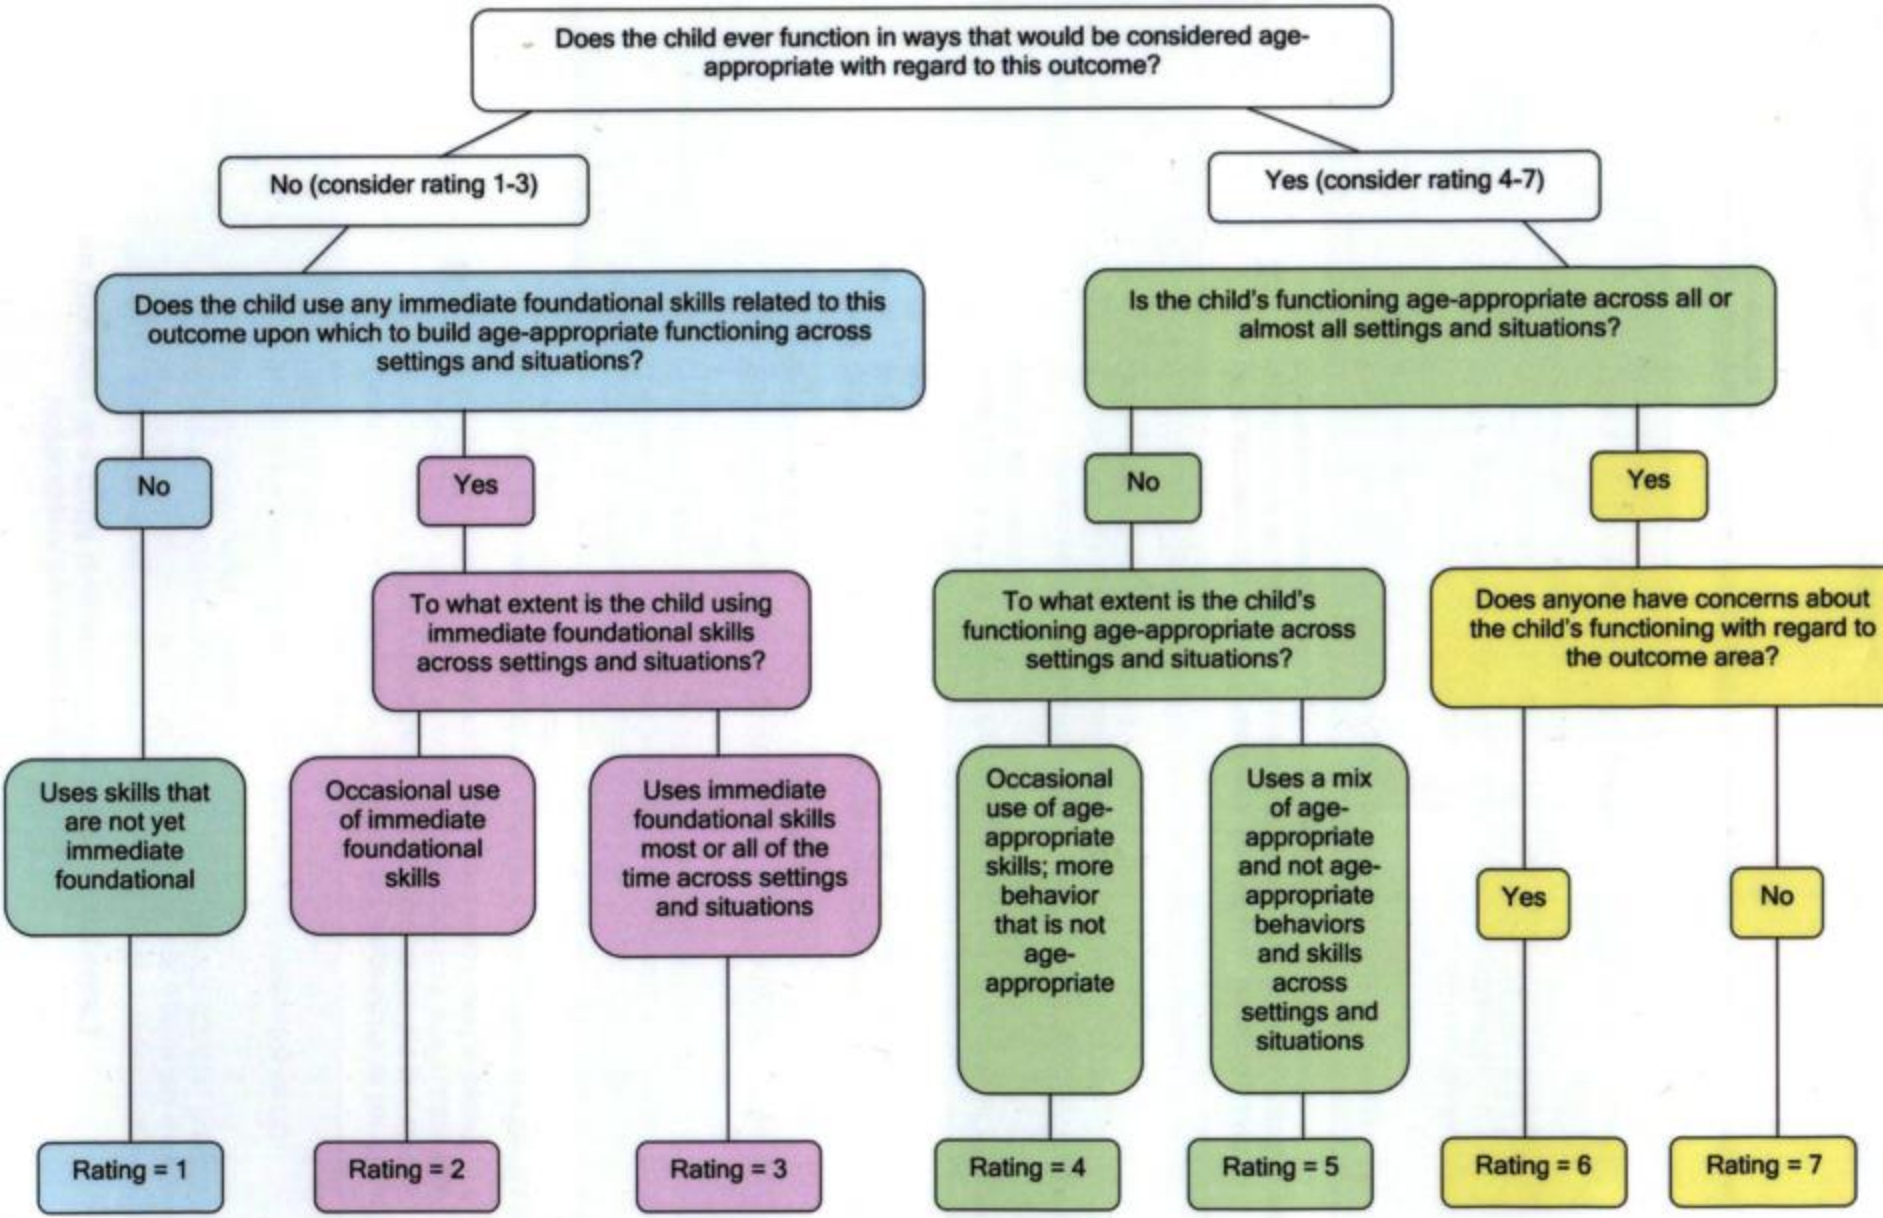 Does the child ever function in ways that would be considered age-
appropriate with regard to this outcome?
No (consider rating 1-3)
Yes (consider rating 4-7)
Does the child use any immediate foundational skills related to this
outcome upon which to build age-appropriate functioning across
settings and situations?
Is the child's functioning age-appropriate across all or
almost all settings and situations?
No
Yes
No
Yes
To what extent is the child using
immediate foundational skills
across settings and situations?
To what extent is the child's
functioning age-appropriate across
settings and situations?
Does anyone have concerns about
the child's functioning with regard to
the outcome area?
Uses skills that
are not yet
immediate
foundational
Occasional use
of immediate
foundational
skills
Uses immediate
foundational skills
most or all of the
time across settings
and situations
Occasional
use of age-
appropriate
skills; more
behavior
that is not
age-
appropriate
Uses a mix
of age-
appropriate
and not age-
appropriate
behaviors
and skills
across
settings and
situations
Yes
No
Rating = 1
Rating = 2
Rating = 3
Rating = 4
Rating = 5
Rating = 6
Rating = 7